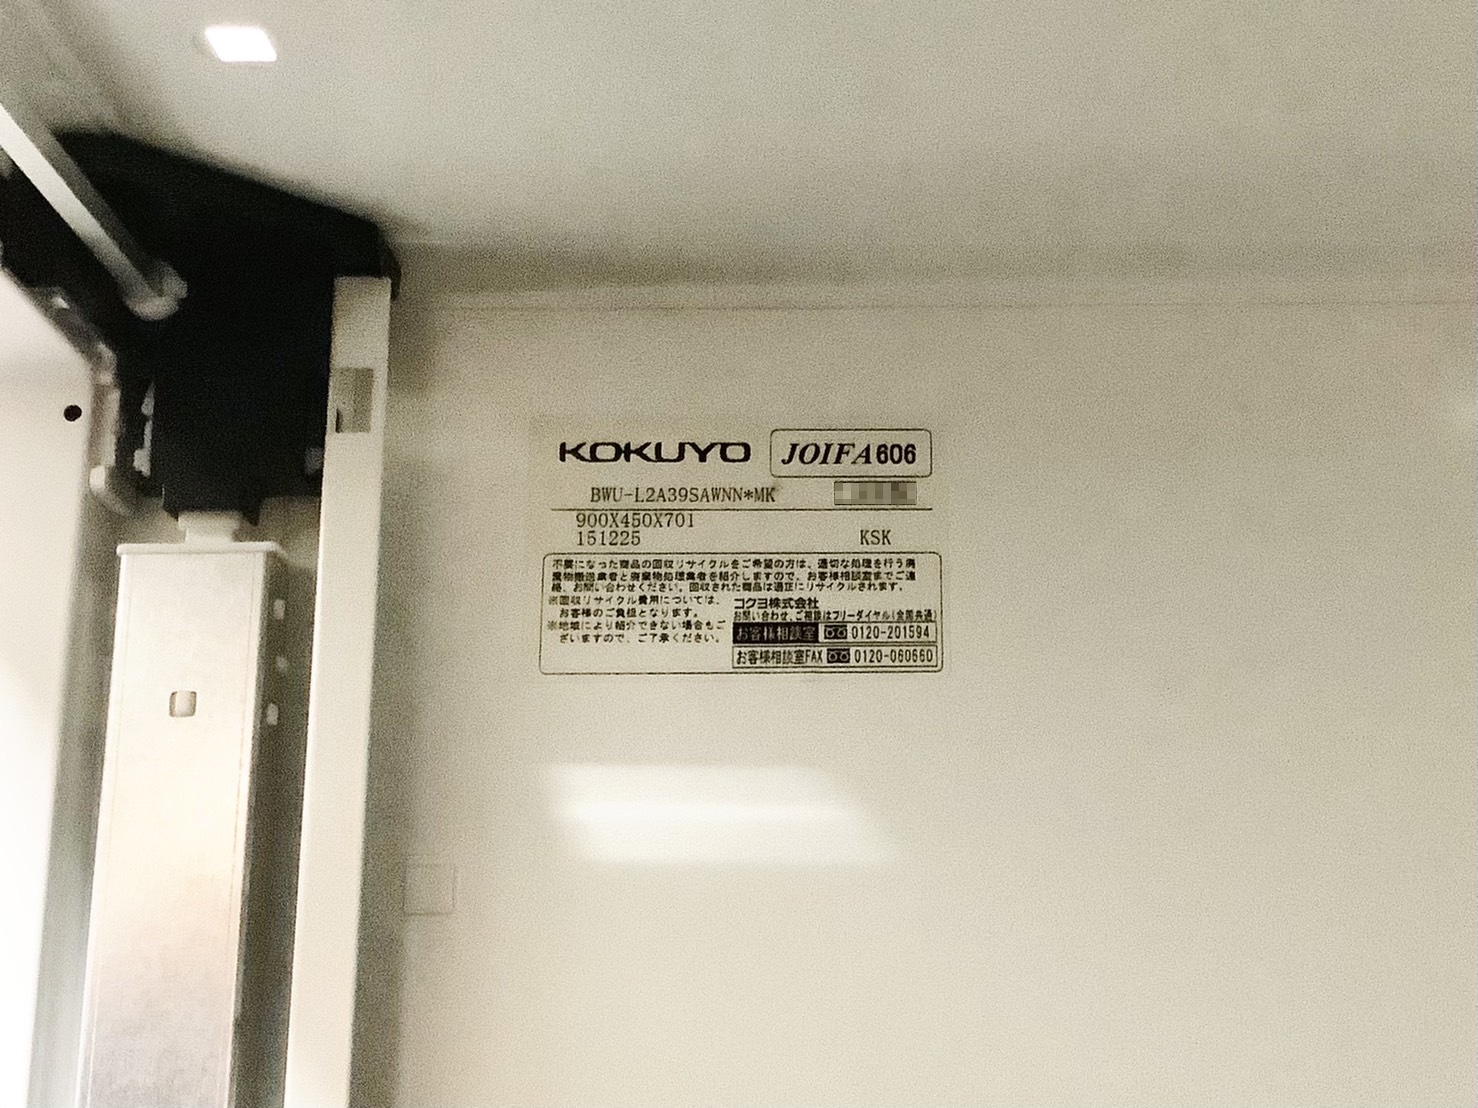 KOKUYO JOIFA606
BWU-L2A39SAWNN*MK
900X450X701
151225 KSK
不要になった商品の回収リサイクルをご希望の方は、適切な処理を行う廃
棄物搬送業者と廃棄物処理業者を紹介しますので、お客様相談室までご連
絡、お問い合わせください。回収された商品は適正にリサイクルされます。
※回収リサイクル費用については、
お客様のご負担となります。
※地域により紹介できない場合もご
ざいますので、ご了承ください。
コクヨ株式会社
お問い合わせ、ご相談はフリーダイヤル(全国共通)
お客様相談室 0120-201594
お客様相談室FAX 0120-060660